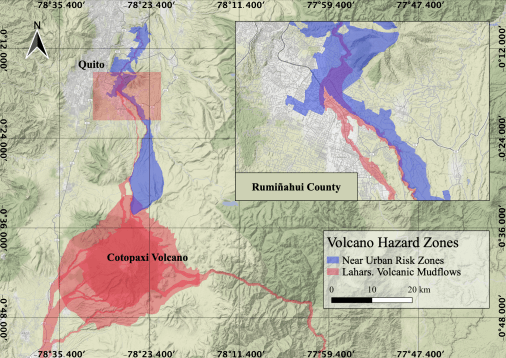 78°35.400' 78°23.400' 78°11.400' 77°59.400' 77°47.400'
N
Quito
0°12.000' 0°12.000'
0°24.000' 0°24.000'
Rumiñahui County
0°36.000' 0°36.000'
Cotopaxi Volcano
Volcano Hazard Zones
Near Urban Risk Zones
Lahars. Volcanic Mudflows
0 10 20 km
0°48.000' 0°48.000'
78°35.400' 78°23.400' 78°11.400' 77°59.400' 77°47.400'